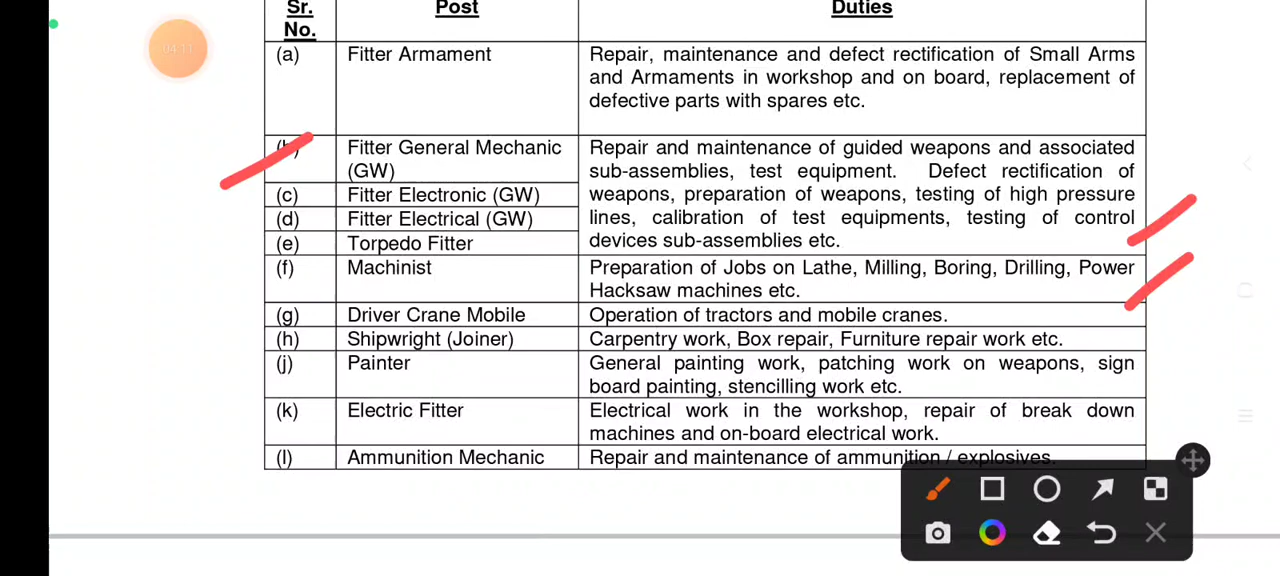 Sr. No.
Post
Duties
(a)
Fitter Armament
Repair, maintenance and defect rectification of Small Arms
and Armaments in workshop and on board, replacement of
defective parts with spares etc.
(b)
Fitter General Mechanic
(GW)
Repair and maintenance of guided weapons and associated
sub-assemblies, test equipment. Defect rectification of
weapons, preparation of weapons, testing of high pressure
lines, calibration of test equipments, testing of control
devices sub-assemblies etc.
(c)
Fitter Electronic (GW)
(d)
Fitter Electrical (GW)
(e)
Torpedo Fitter
(f)
Machinist
Preparation of Jobs on Lathe, Milling, Boring, Drilling, Power
Hacksaw machines etc.
(g)
Driver Crane Mobile
Operation of tractors and mobile cranes.
(h)
Shipwright (Joiner)
Carpentry work, Box repair, Furniture repair work etc.
(j)
Painter
General painting work, patching work on weapons, sign
board painting, stencilling work etc.
(k)
Electric Fitter
Electrical work in the workshop, repair of break down
machines and on-board electrical work.
(l)
Ammunition Mechanic
Repair and maintenance of ammunition / explosives.
04:11